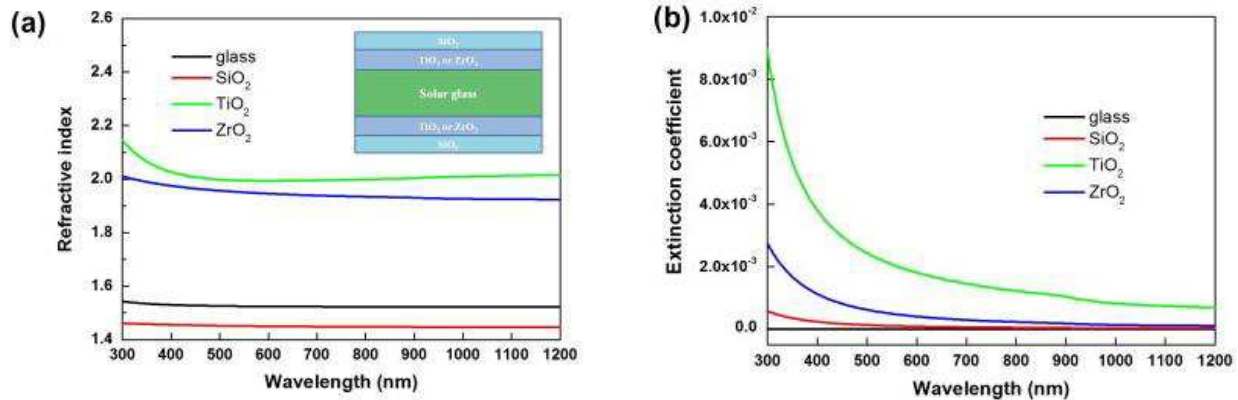 (a)
2.6
2.4
2.2
2.0
1.8
1.6
1.4
Refractive index
300 400 500 600 700 800 900 1000 1100 1200
Wavelength (nm)
glass
SiO₂
TiO₂
ZrO₂
SiO₂
TiO₂ or ZrO₂
Solar glass
TiO₂ or ZrO₂
SiO₂
(b)
1.0x10⁻²
8.0x10⁻³
6.0x10⁻³
4.0x10⁻³
2.0x10⁻³
0.0
Extinction coefficient
300 400 500 600 700 800 900 1000 1100 1200
Wavelength (nm)
glass
SiO₂
TiO₂
ZrO₂